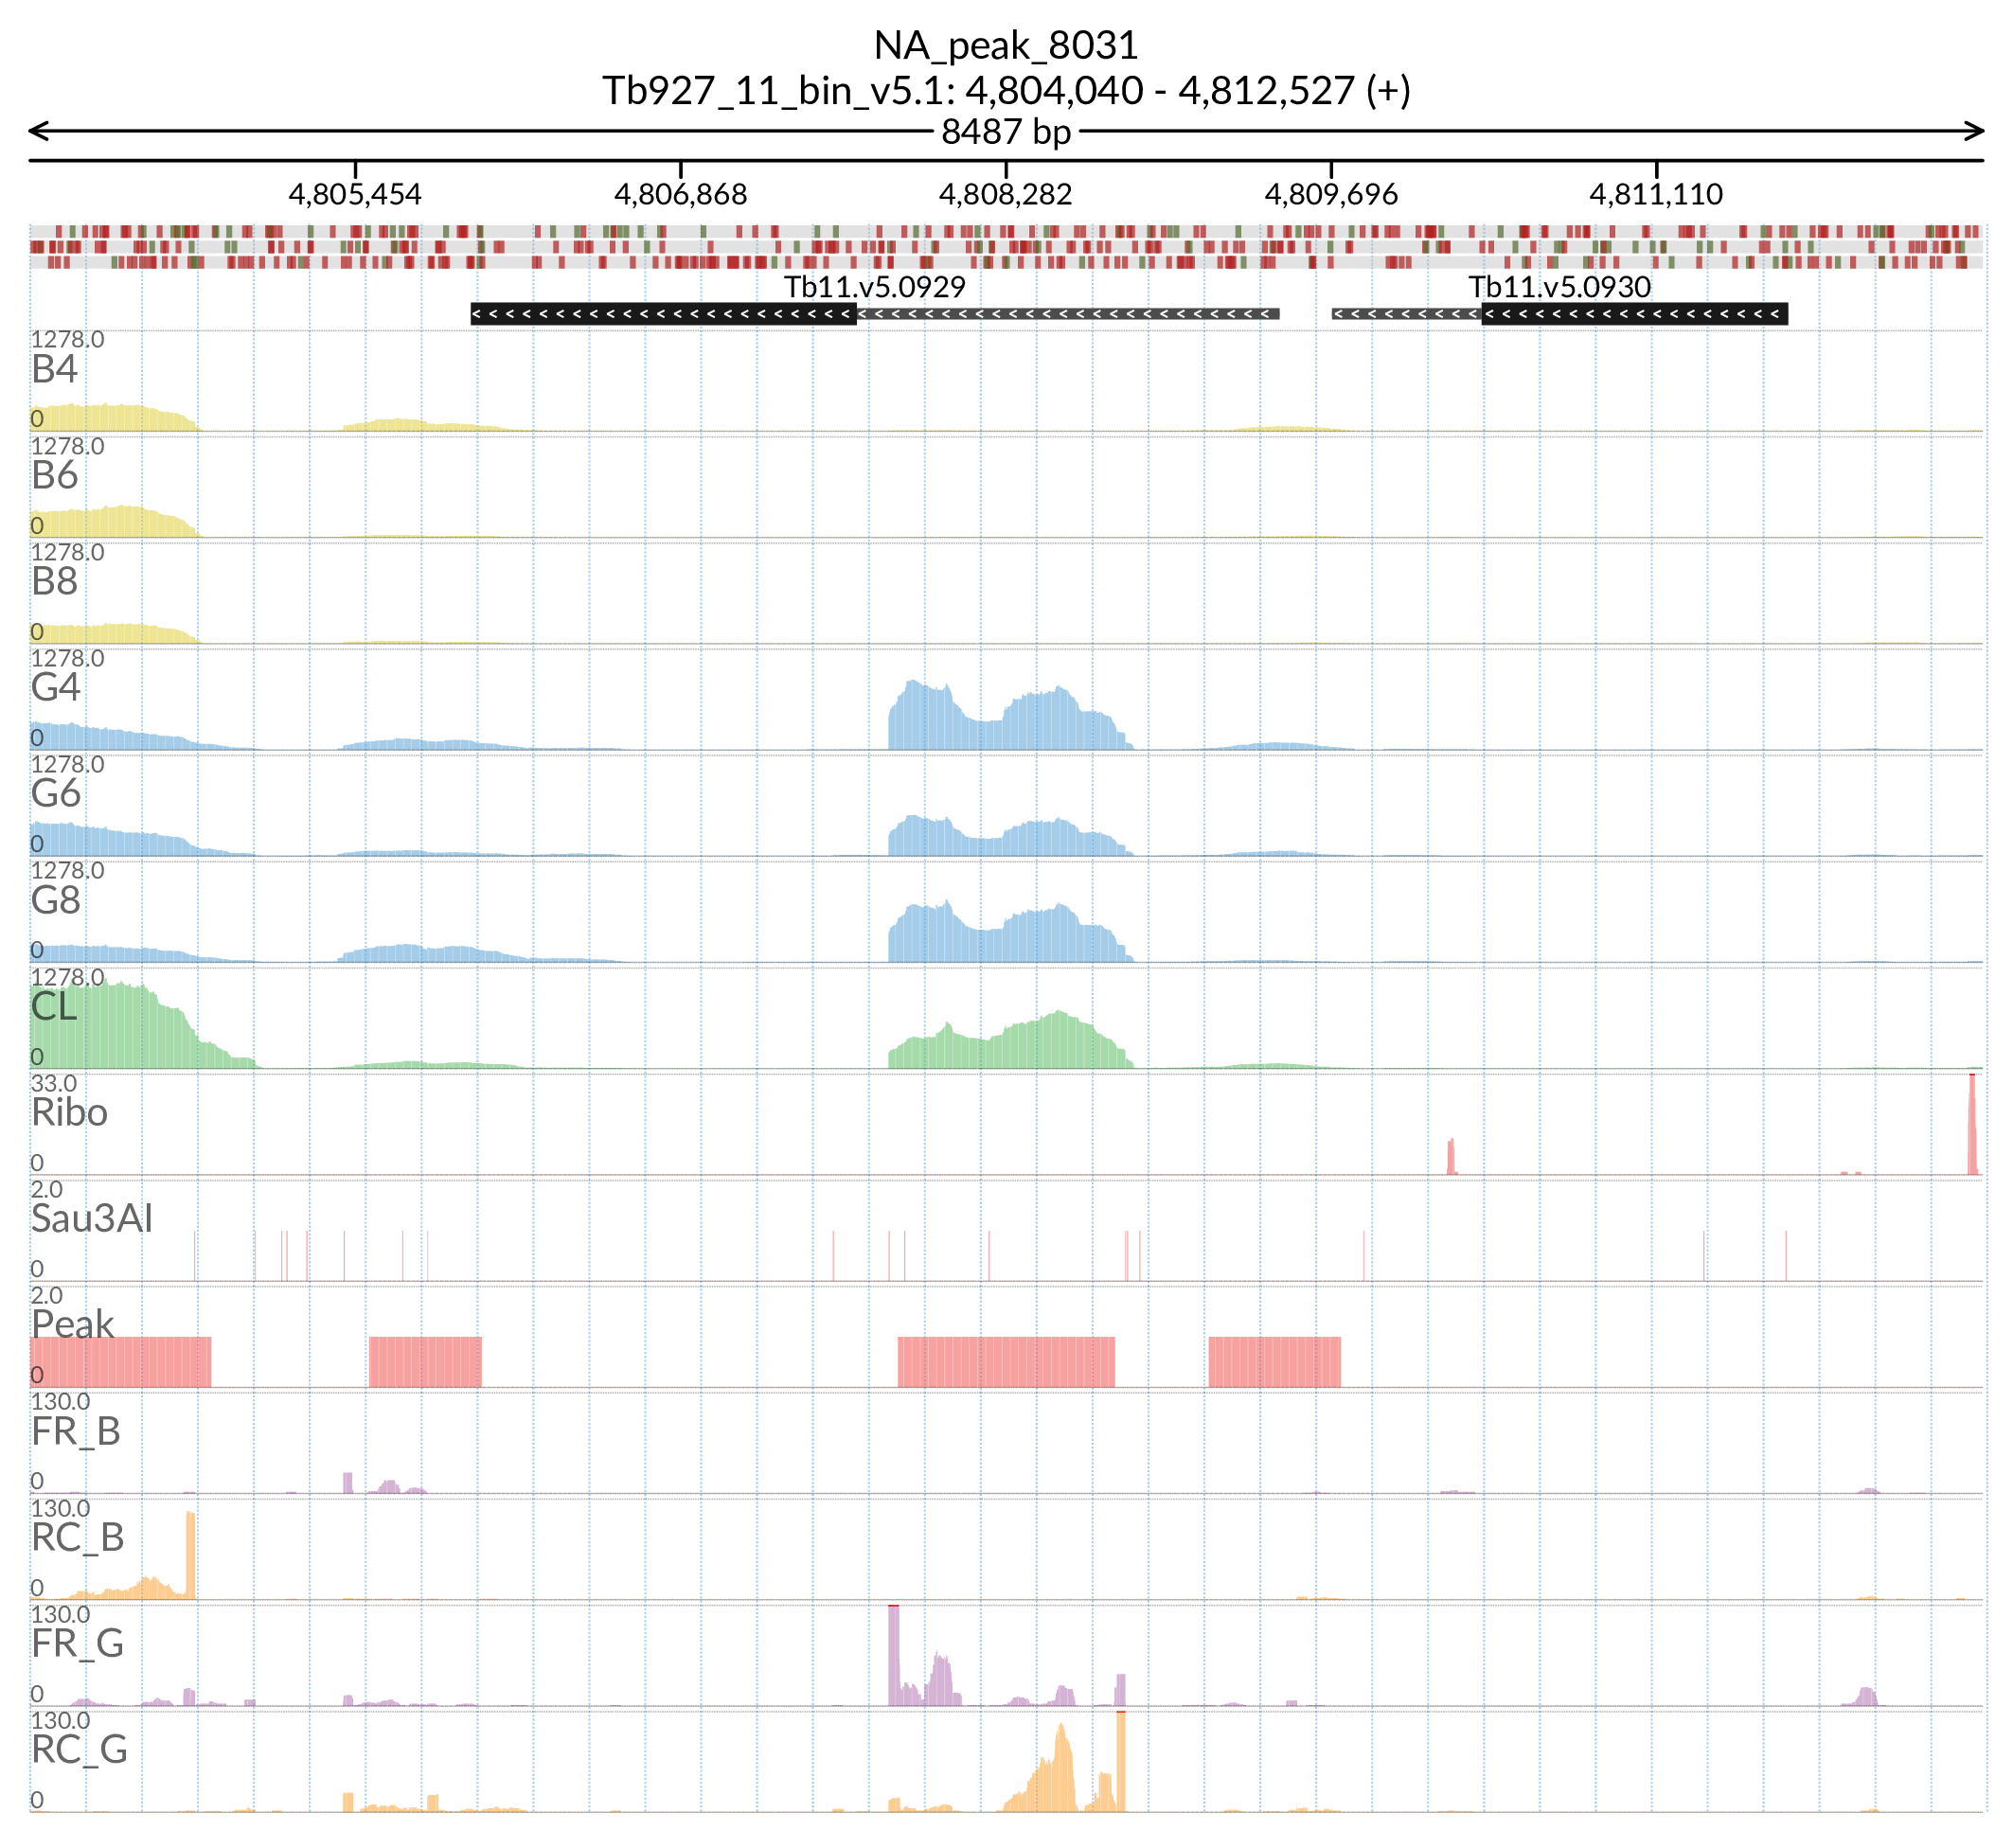 NA_peak_8031
Tb927_11_bin_v5.1: 4,804,040 - 4,812,527 (+)
8487 bp
4,805,454 4,806,868 4,808,282 4,809,696 4,811,110
Tb11.v5.0929 Tb11.v5.0930
1278.0
B4
0
1278.0
B6
0
1278.0
B8
0
1278.0
G4
0
1278.0
G6
0
1278.0
G8
0
1278.0
CL
0
33.0
Ribo
0
2.0
Sau3AI
0
2.0
Peak
0
130.0
FR_B
0
130.0
RC_B
0
130.0
FR_G
0
130.0
RC_G
0